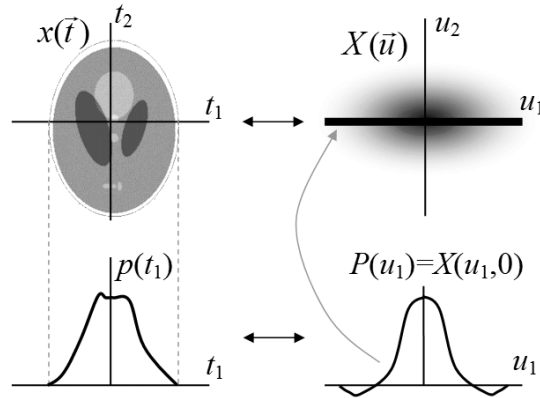 x(t⃗)
t₂
t₁
X(u⃗)
u₂
u₁
p(t₁)
t₁
P(u₁)=X(u₁,0)
u₁